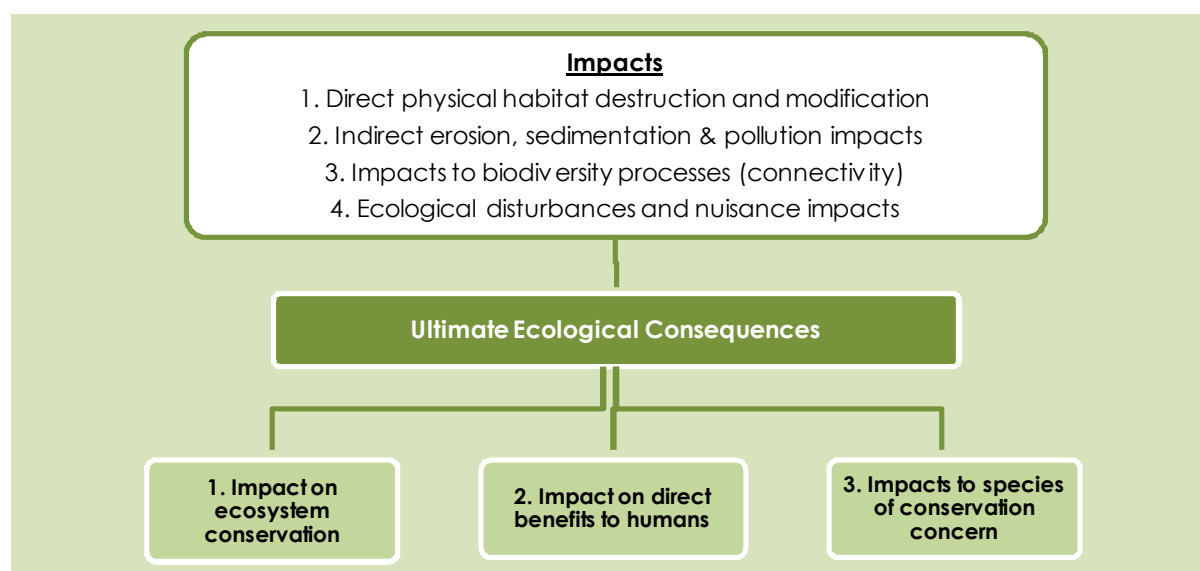 Impacts
1. Direct physical habitat destruction and modification
2. Indirect erosion, sedimentation & pollution impacts
3. Impacts to biodiversity processes (connectivity)
4. Ecological disturbances and nuisance impacts
Ultimate Ecological Consequences
1. Impact on
ecosystem
conservation
2. Impact on direct
benefits to humans
3. Impacts to species
of conservation
concern